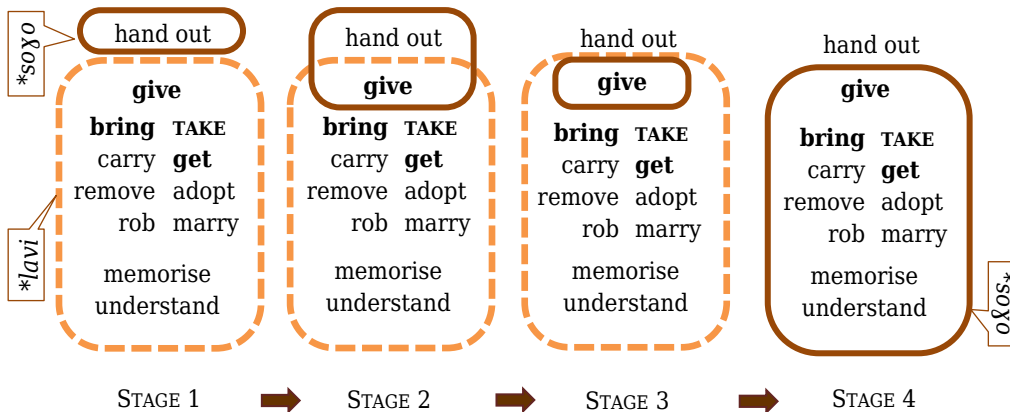 *soɣo
hand out
give
bring TAKE
carry get
remove adopt
rob marry
memorise
understand
*lavi
STAGE 1
hand out
give
bring TAKE
carry get
remove adopt
rob marry
memorise
understand
STAGE 2
hand out
give
bring TAKE
carry get
remove adopt
rob marry
memorise
understand
STAGE 3
hand out
give
bring TAKE
carry get
remove adopt
rob marry
memorise
understand
*soɣo
STAGE 4